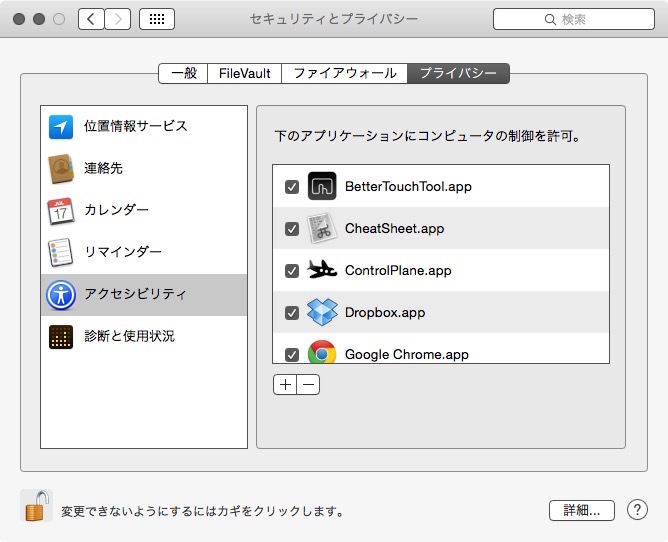 セキュリティとプライバシー
検索
一般
FileVault
ファイアウォール
プライバシー
位置情報サービス
連絡先
JUL
17
カレンダー
リマインダー
アクセシビリティ
診断と使用状況
下のアプリケーションにコンピュータの制御を許可。
BetterTouchTool.app
CheatSheet.app
ControlPlane.app
Dropbox.app
Google Chrome.app
変更できないようにするにはカギをクリックします。
詳細...
?